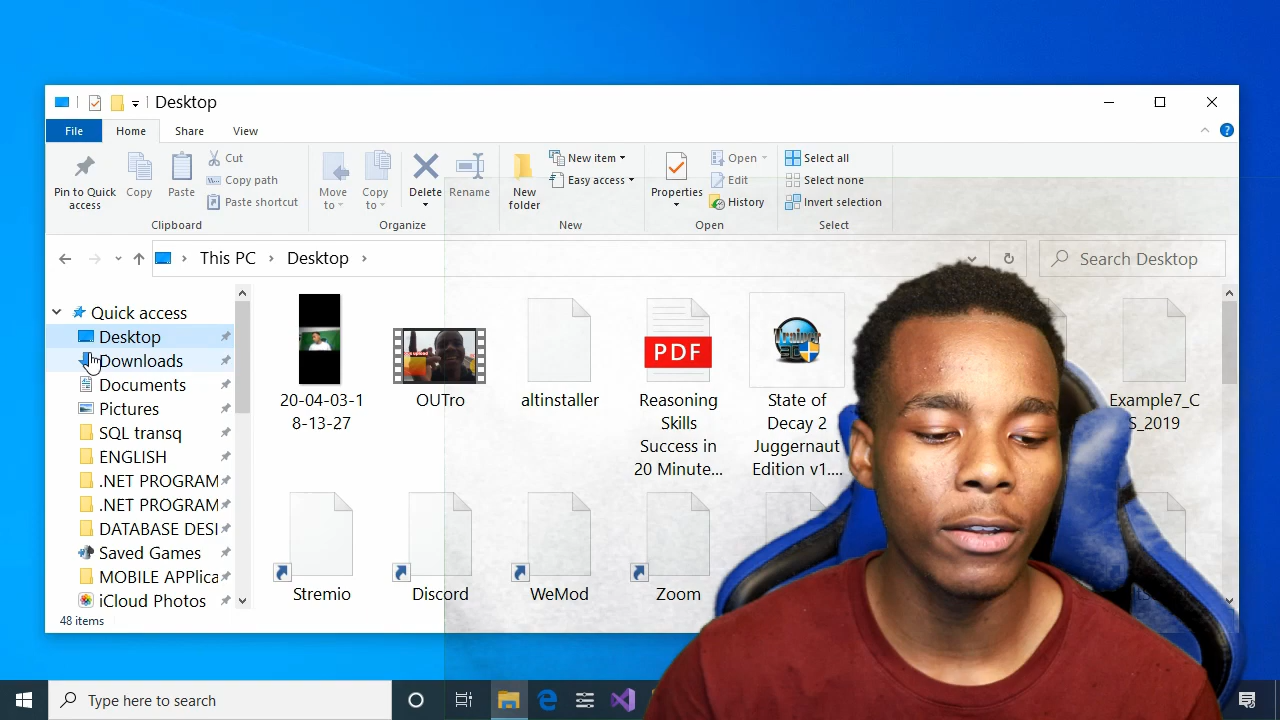 Desktop
File Home Share View
Pin to Quick access
Copy
Paste
Cut
Copy path
Paste shortcut
Clipboard
Move to
Copy to
Delete
Rename
Organize
New folder
New item
Easy access
New
Properties
Open
Edit
History
Open
Select all
Select none
Invert selection
Select
This PC Desktop
Search Desktop
Quick access
Desktop
Downloads
Documents
Pictures
SQL transq
ENGLISH
.NET PROGRAM
.NET PROGRAM
DATABASE DESI
Saved Games
MOBILE APPlica
iCloud Photos
20-04-03-1
8-13-27
OUTro
altinstaller
PDF
Reasoning
Skills
Success in
20 Minute...
State of
Decay 2
Juggernaut
Edition v1....
Stremio
Discord
WeMod
Zoom
48 items
Type here to search